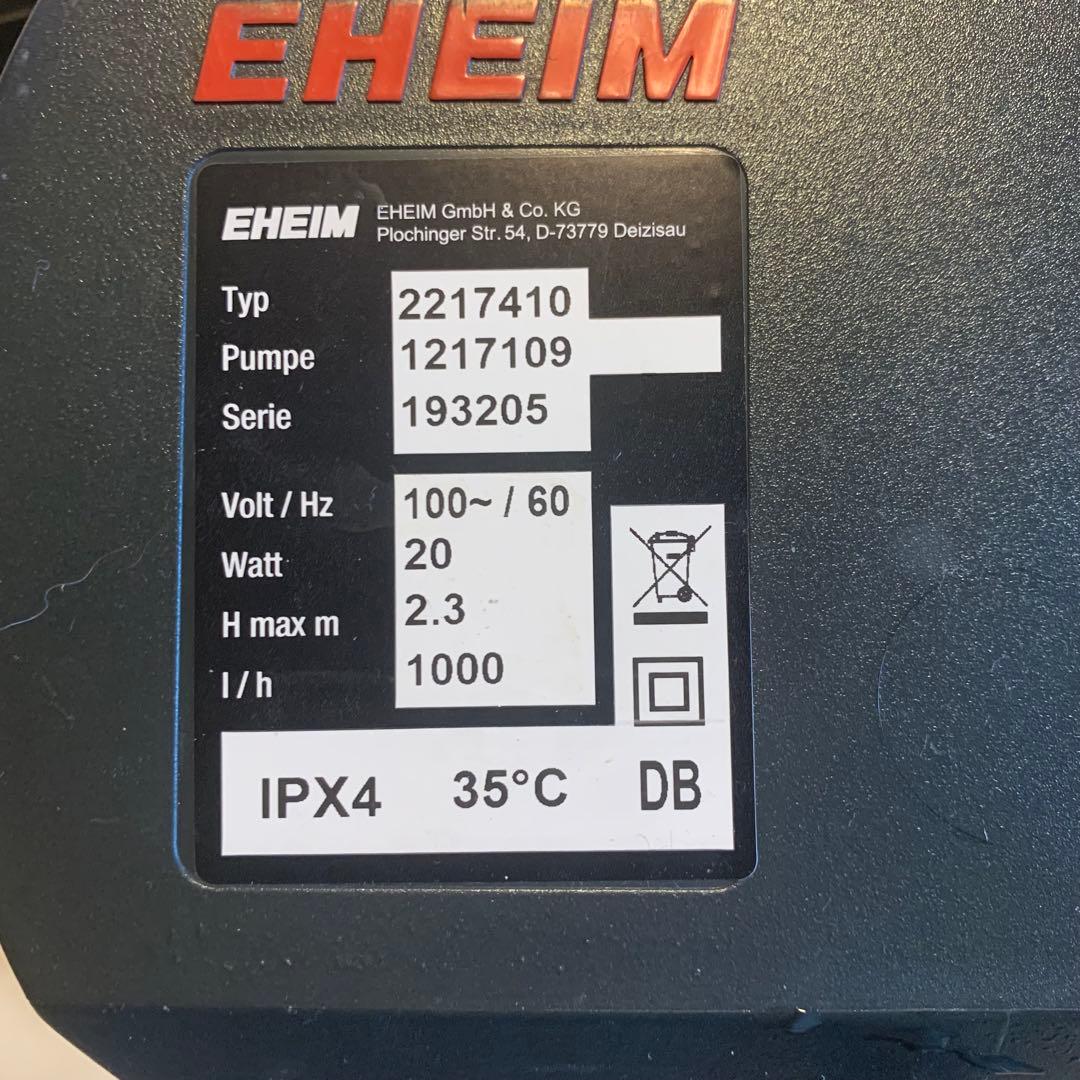 EHEIM
EHEIM EHEIM GmbH & Co. KG
Plochinger Str. 54, D-73779 Deizisau
Typ 2217410
Pumpe 1217109
Serie 193205
Volt / Hz 100~ / 60
Watt 20
H max m 2.3
l / h 1000
IPX4 35°C DB